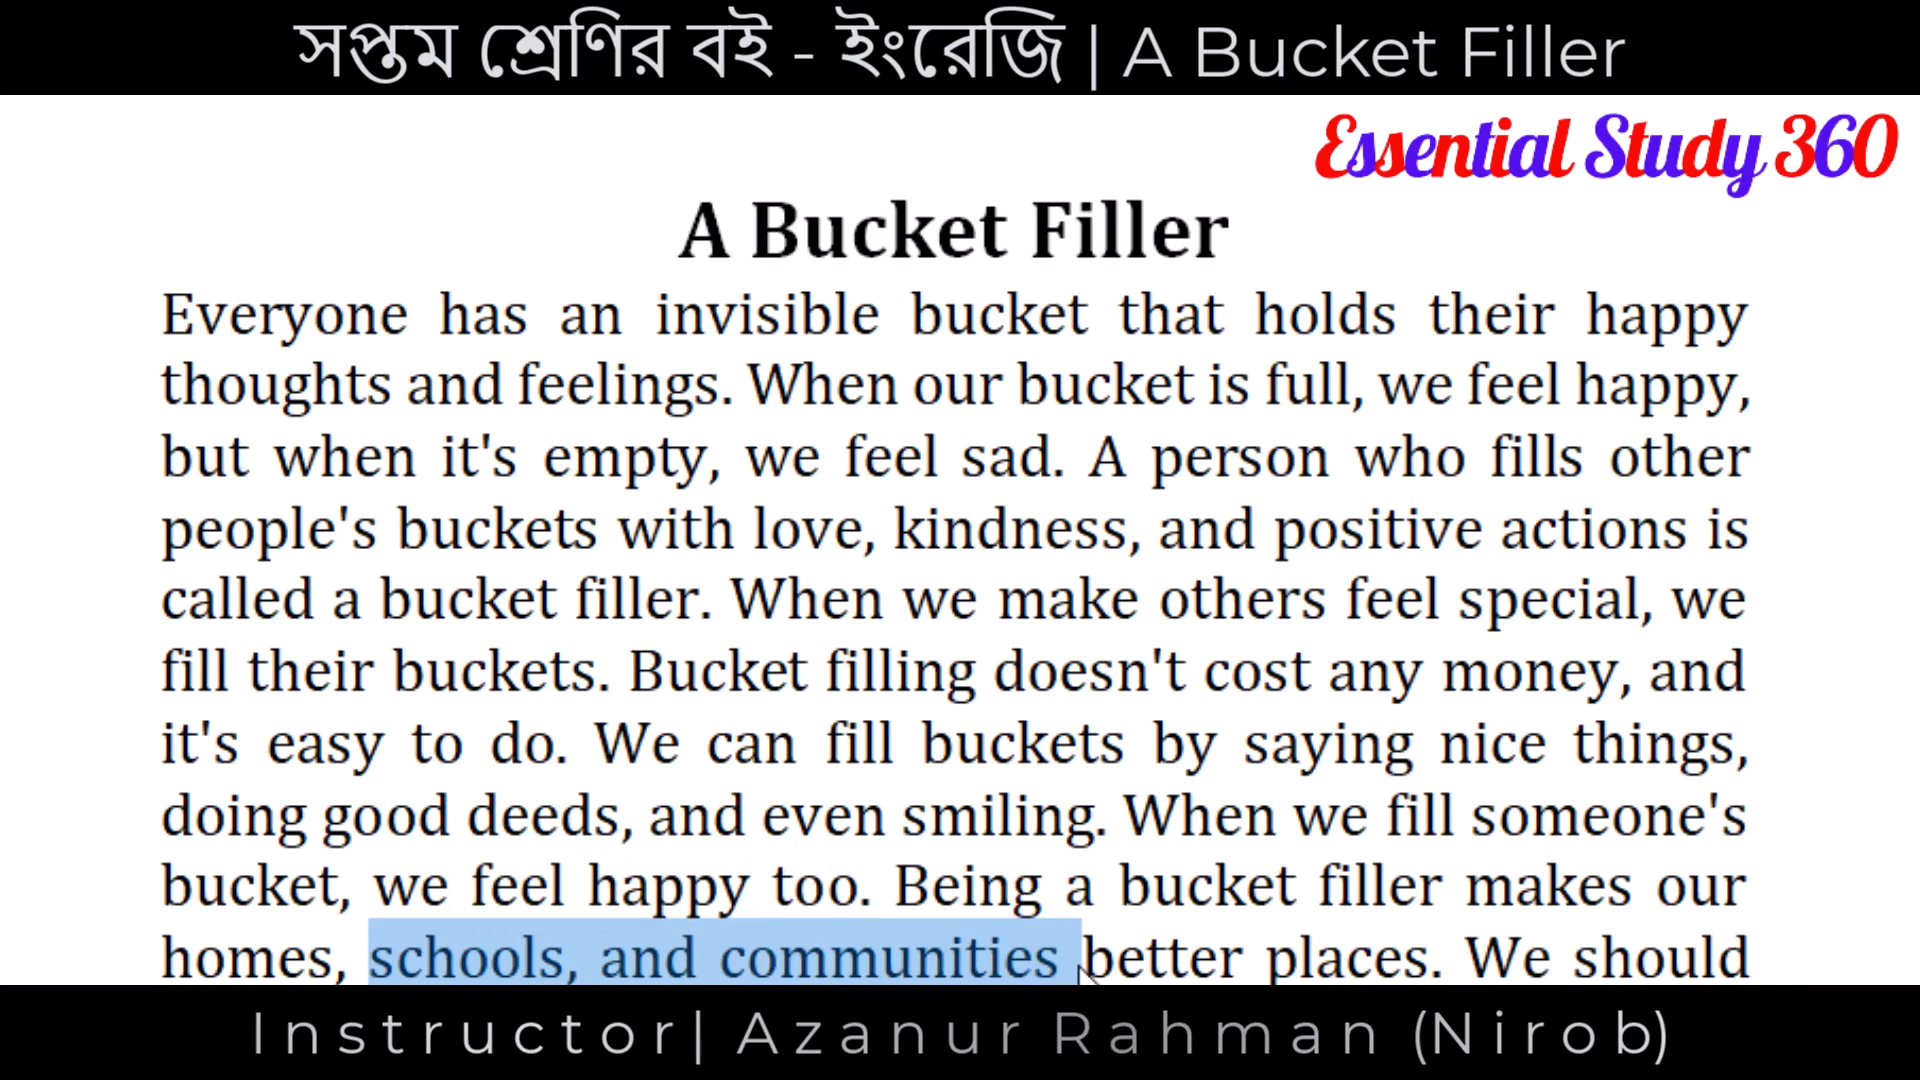 সপ্তম শ্রেণির বই - ইংরেজি | A Bucket Filler
Essential Study 360
A Bucket Filler
Everyone has an invisible bucket that holds their happy
thoughts and feelings. When our bucket is full, we feel happy,
but when it's empty, we feel sad. A person who fills other
people's buckets with love, kindness, and positive actions is
called a bucket filler. When we make others feel special, we
fill their buckets. Bucket filling doesn't cost any money, and
it's easy to do. We can fill buckets by saying nice things,
doing good deeds, and even smiling. When we fill someone's
bucket, we feel happy too. Being a bucket filler makes our
homes, schools, and communities better places. We should
Instructor| Azanur Rahman (Nirob)